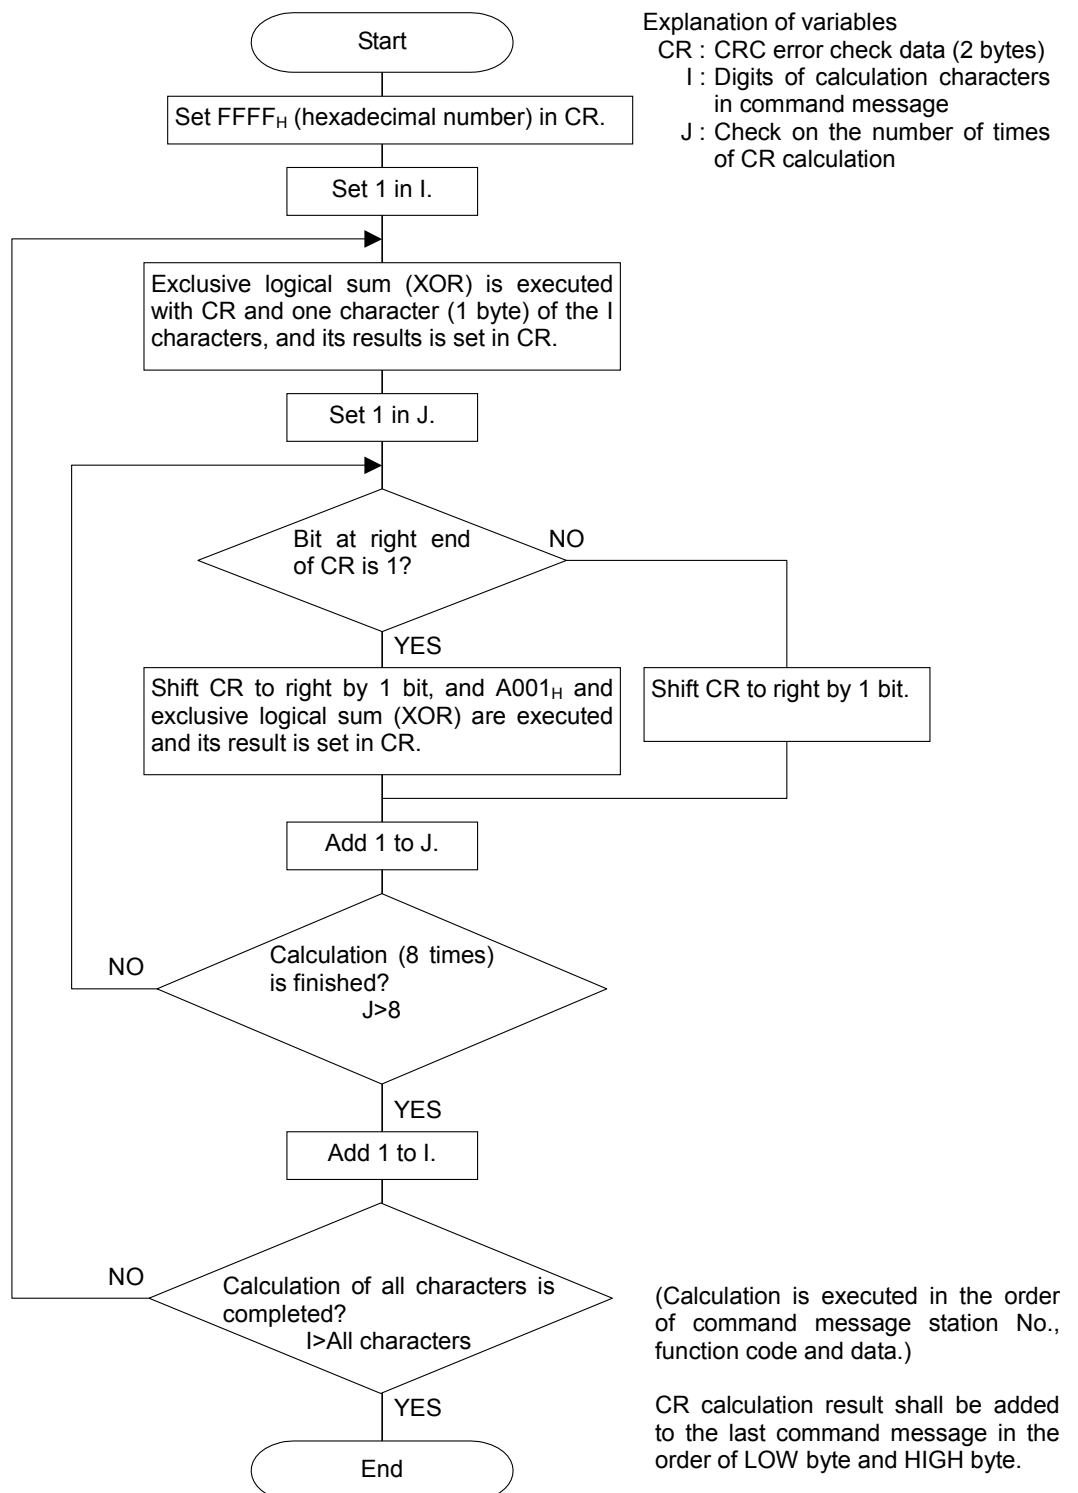 Start
Explanation of variables
CR : CRC error check data (2 bytes)
I : Digits of calculation characters
in command message
J : Check on the number of times
of CR calculation
Set FFFFH (hexadecimal number) in CR.
Set 1 in I.
Exclusive logical sum (XOR) is executed
with CR and one character (1 byte) of the I
characters, and its results is set in CR.
Set 1 in J.
Bit at right end
of CR is 1?
NO
YES
Shift CR to right by 1 bit, and A001H and
exclusive logical sum (XOR) are executed
and its result is set in CR.
Shift CR to right by 1 bit.
Add 1 to J.
Calculation (8 times)
is finished?
J>8
NO
YES
Add 1 to I.
NO
Calculation of all characters is
completed?
I>All characters
YES
End
(Calculation is executed in the order
of command message station No.,
function code and data.)
CR calculation result shall be added
to the last command message in the
order of LOW byte and HIGH byte.